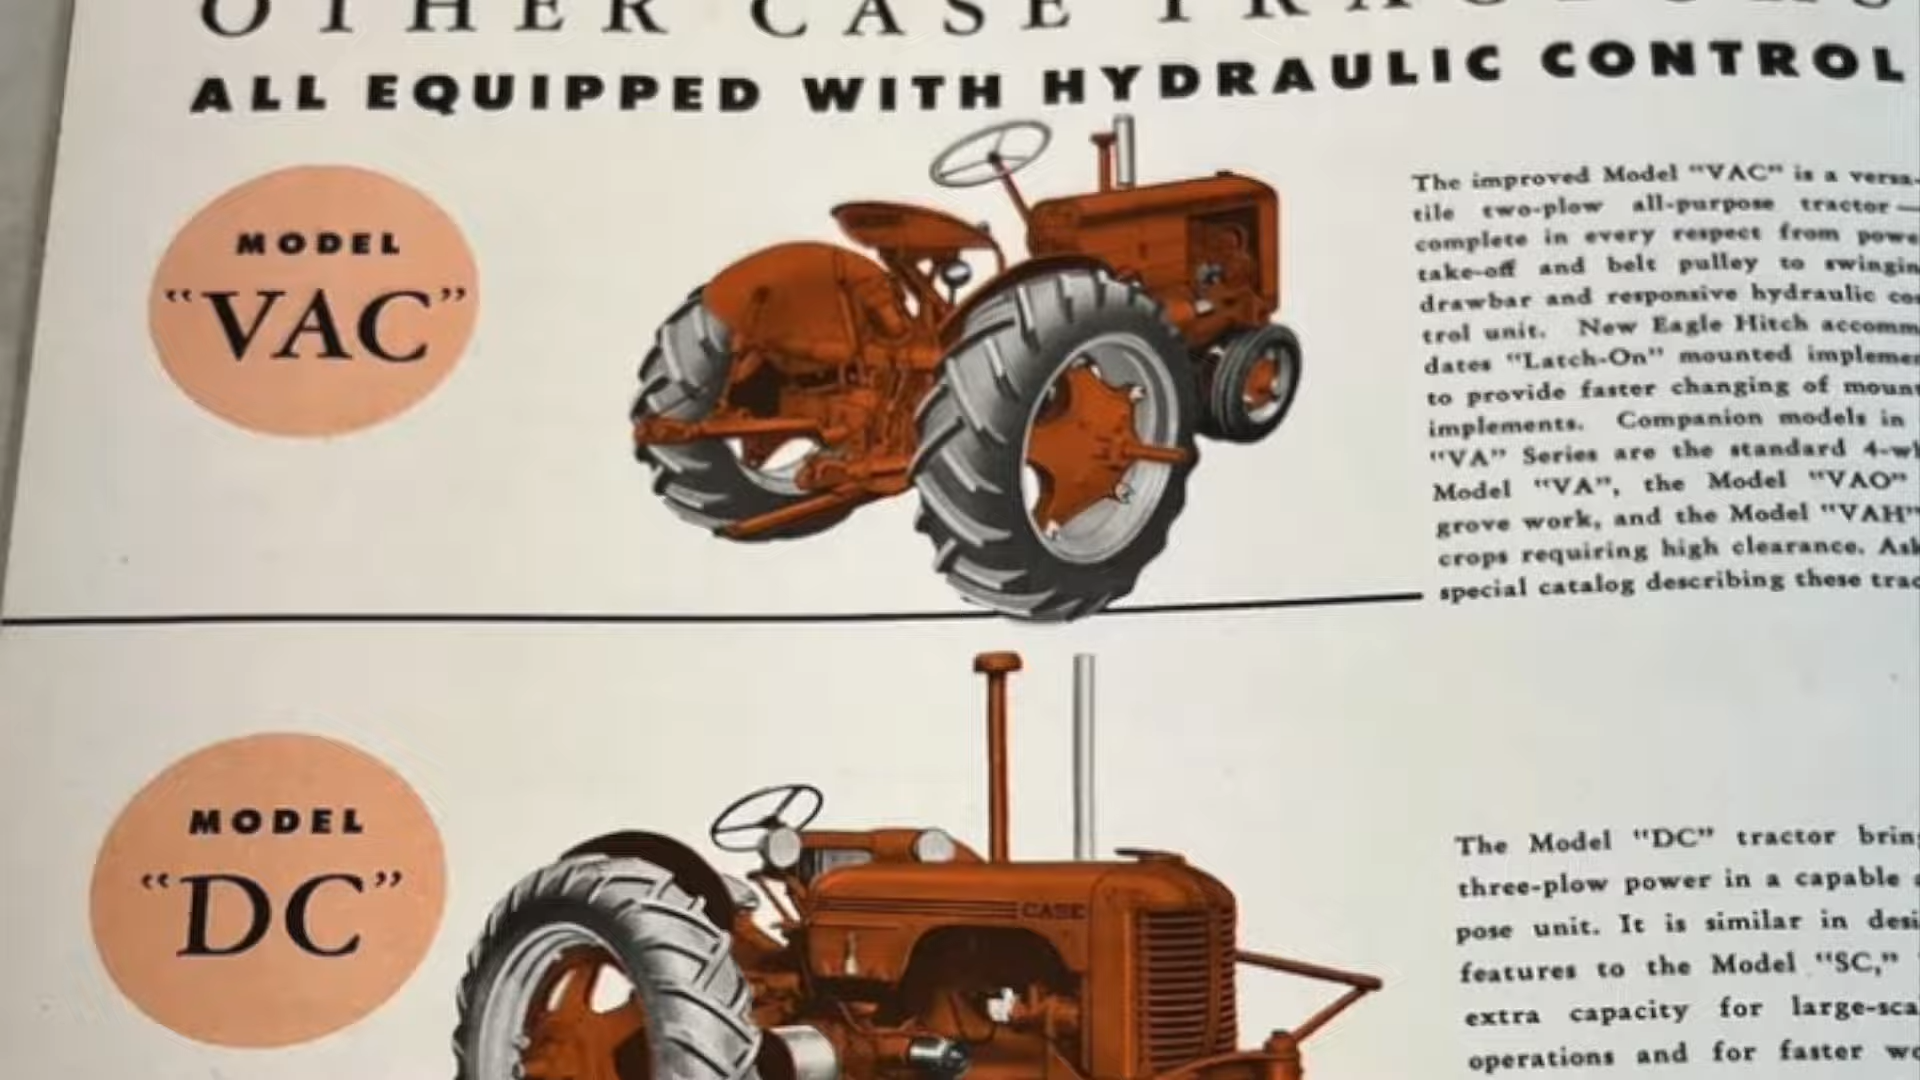 OTHER CASE TRACTORS
ALL EQUIPPED WITH HYDRAULIC CONTROL
MODEL
“VAC”
The improved Model “VAC” is a versa-
tile two-plow all-purpose tractor—
complete in every respect from powe
take-off and belt pulley to swingin
drawbar and responsive hydraulic con
trol unit. New Eagle Hitch accomm
dates “Latch-On” mounted implemen
to provide faster changing of moun
implements. Companion models in
“VA” Series are the standard 4-wh
Model “VA”, the Model “VAO”
grove work, and the Model “VAH”
crops requiring high clearance. Ask
special catalog describing these trac
MODEL
“DC”
CASE
The Model “DC” tractor bring
three-plow power in a capable a
pose unit. It is similar in desi
features to the Model “SC,”
extra capacity for large-sca
operations and for faster wo